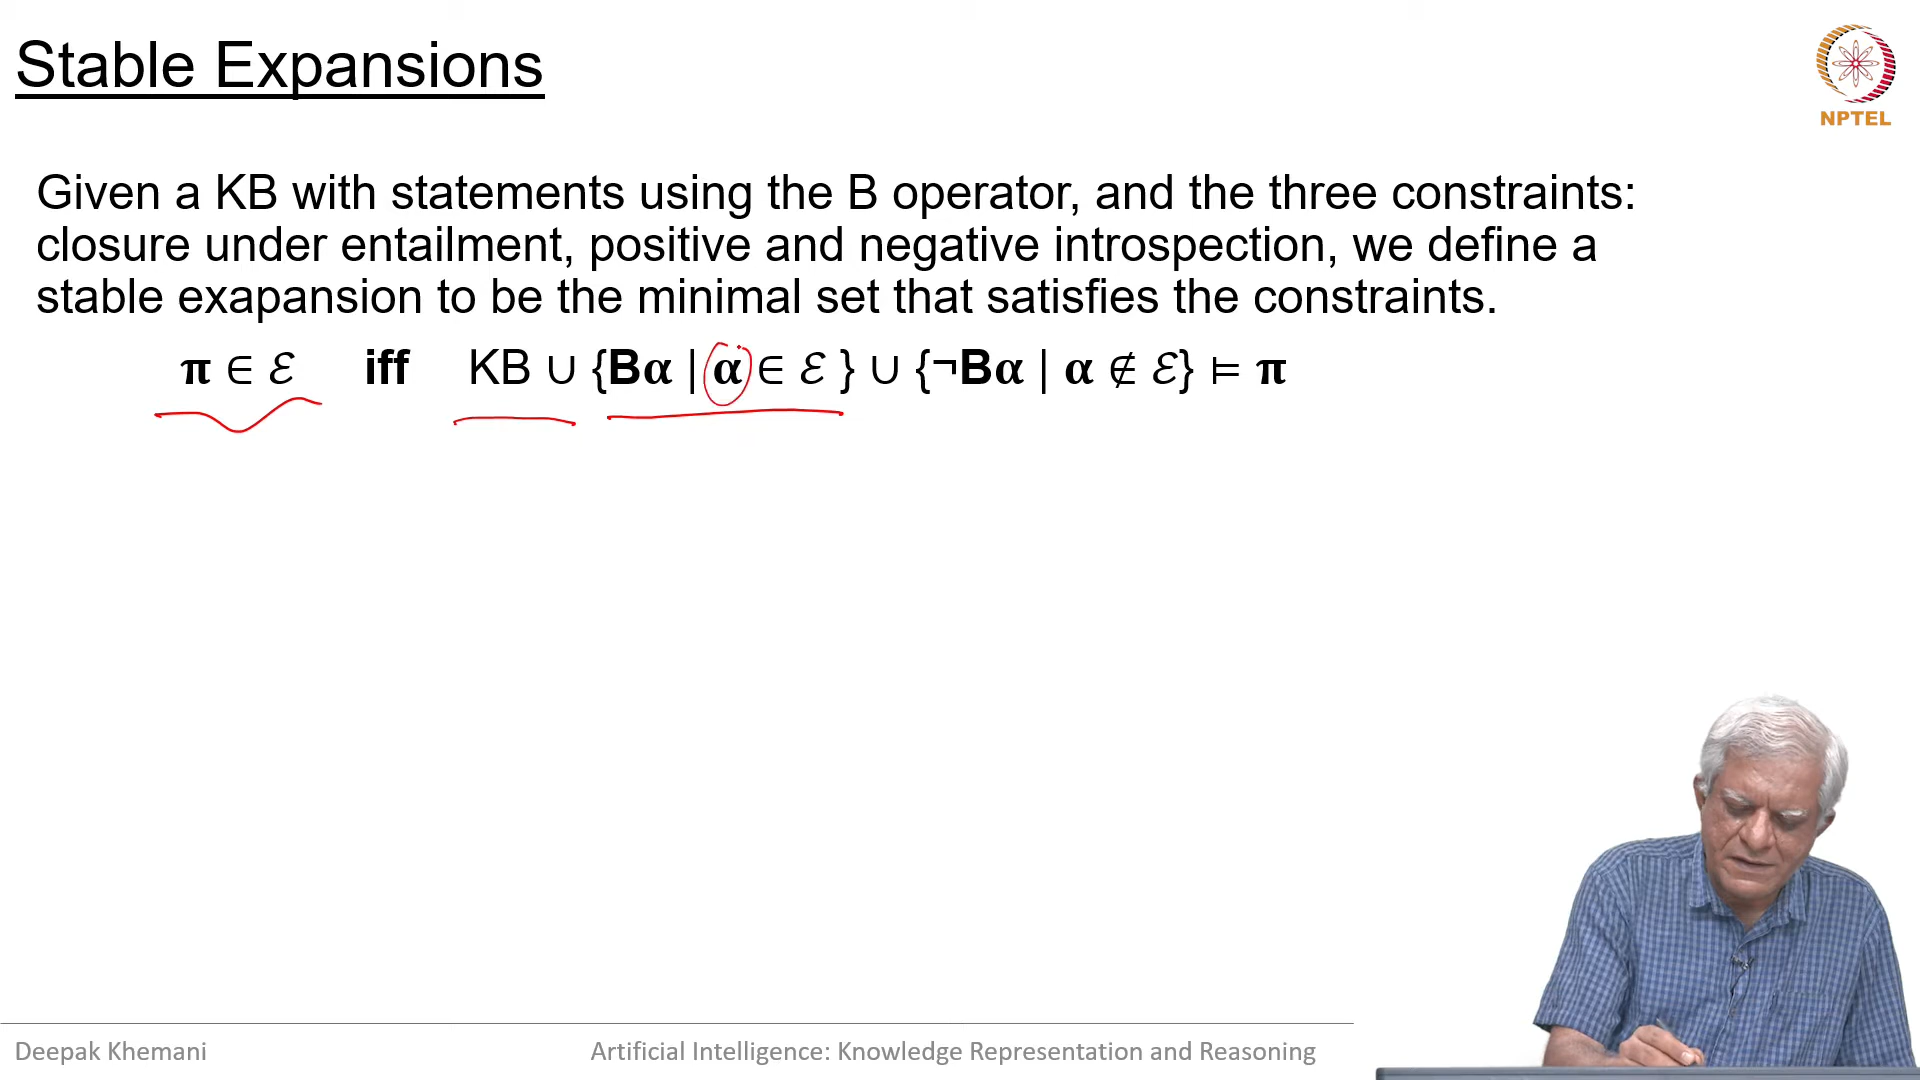 Stable Expansions
NPTEL
Given a KB with statements using the B operator, and the three constraints:
closure under entailment, positive and negative introspection, we define a
stable exapansion to be the minimal set that satisfies the constraints.
π ∈ ℰ iff KB ∪ {Bα | α ∈ ℰ } ∪ {¬Bα | α ∉ ℰ} ⊨ π
Deepak Khemani
Artificial Intelligence: Knowledge Representation and Reasoning